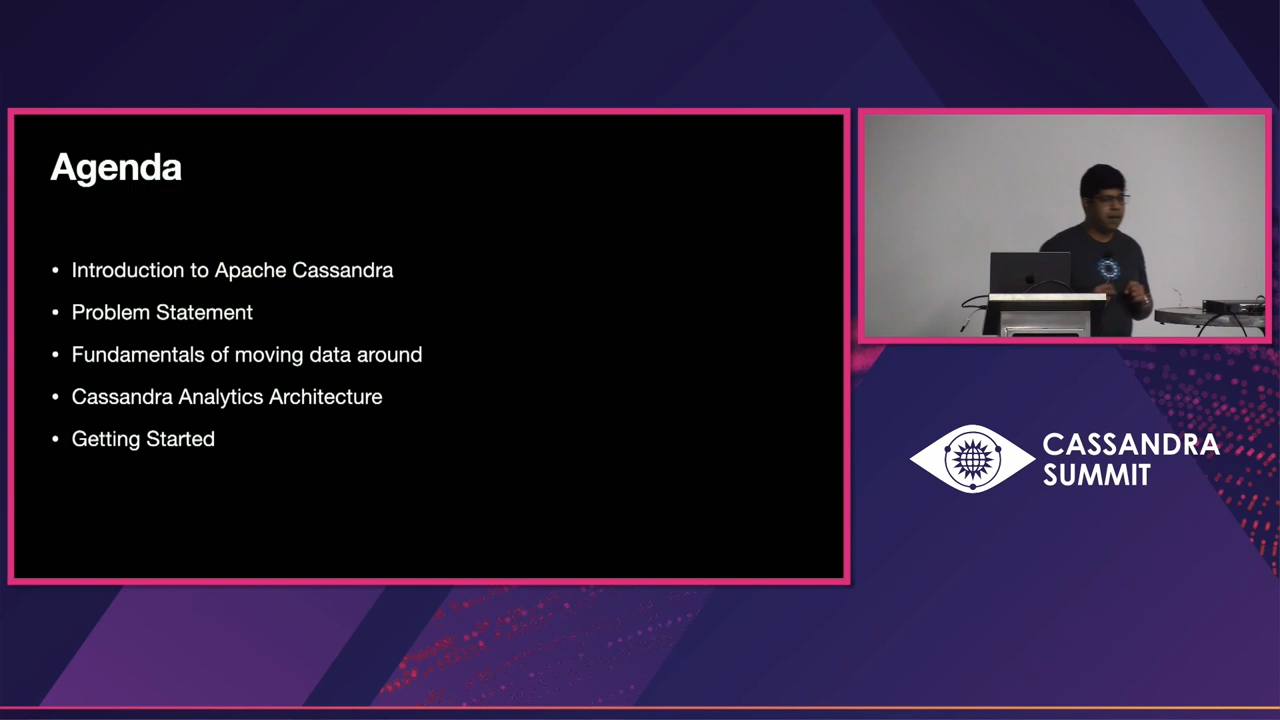 Agenda
• Introduction to Apache Cassandra
• Problem Statement
• Fundamentals of moving data around
• Cassandra Analytics Architecture
• Getting Started
CASSANDRA
SUMMIT